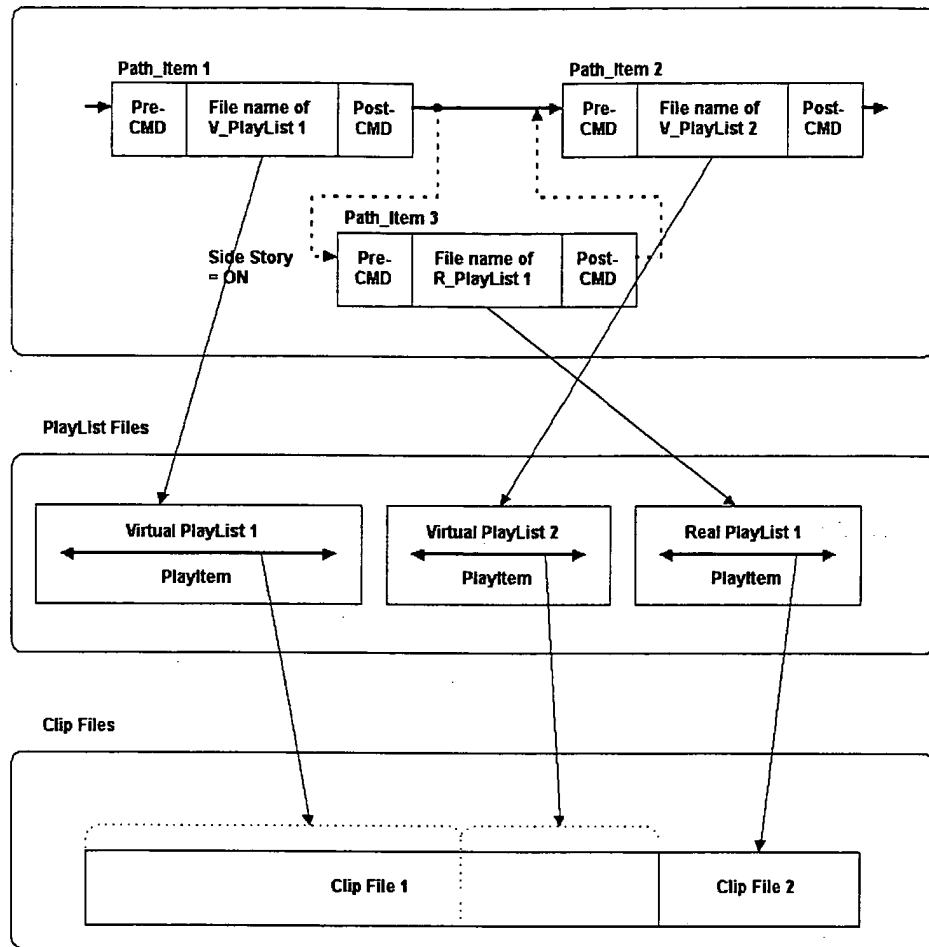 Path_Item 1
Pre-
CMD
File name of
V_PlayList 1
Post-
CMD
Path_Item 2
Pre-
CMD
File name of
V_PlayList 2
Post-
CMD
Side Story
= ON
Path_Item 3
Pre-
CMD
File name of
R_PlayList 1
Post-
CMD
PlayList Files
Virtual PlayList 1
PlayItem
Virtual PlayList 2
PlayItem
Real PlayList 1
PlayItem
Clip Files
Clip File 1
Clip File 2